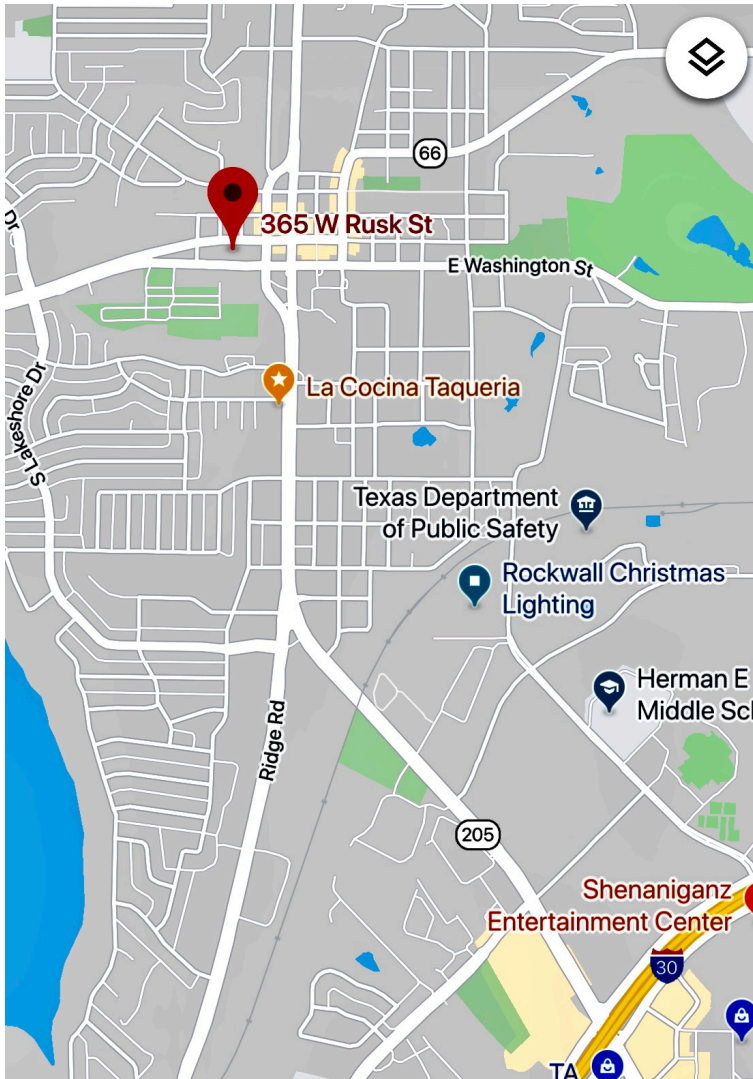 66
Dr
365 W Rusk St
E Washington St
S Lakeshore Dr
La Cocina Taqueria
Texas Department
of Public Safety
Rockwall Christmas
Lighting
Herman E
Middle Scl
Ridge Rd
205
Shenaniganz
Entertainment Center
30
TA